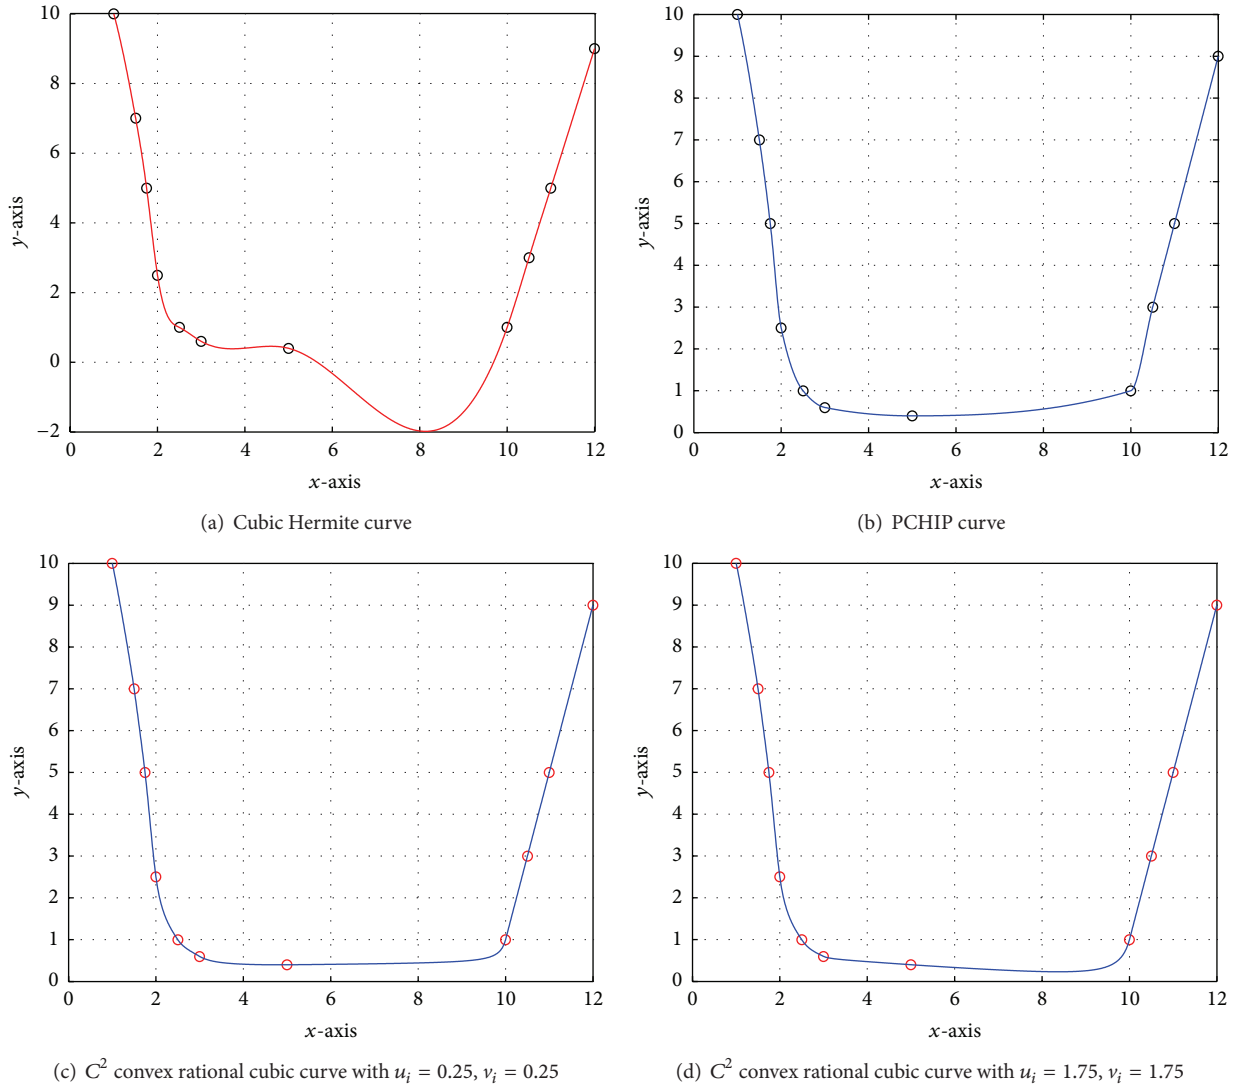 10
8
6
4
2
0
−2
y-axis
0 2 4 6 8 10 12
x-axis
(a) Cubic Hermite curve
10
9
8
7
6
5
4
3
2
1
0
y-axis
0 2 4 6 8 10 12
x-axis
(b) PCHIP curve
10
9
8
7
6
5
4
3
2
1
0
y-axis
0 2 4 6 8 10 12
x-axis
(c) C² convex rational cubic curve with uᵢ = 0.25, vᵢ = 0.25
10
9
8
7
6
5
4
3
2
1
0
y-axis
0 2 4 6 8 10 12
x-axis
(d) C² convex rational cubic curve with uᵢ = 1.75, vᵢ = 1.75